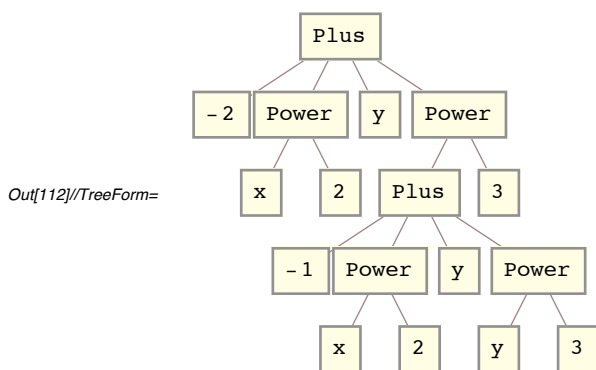 Plus
-2 Power y Power
Out[112]//TreeForm= x 2 Plus 3
-1 Power y Power
x 2 y 3